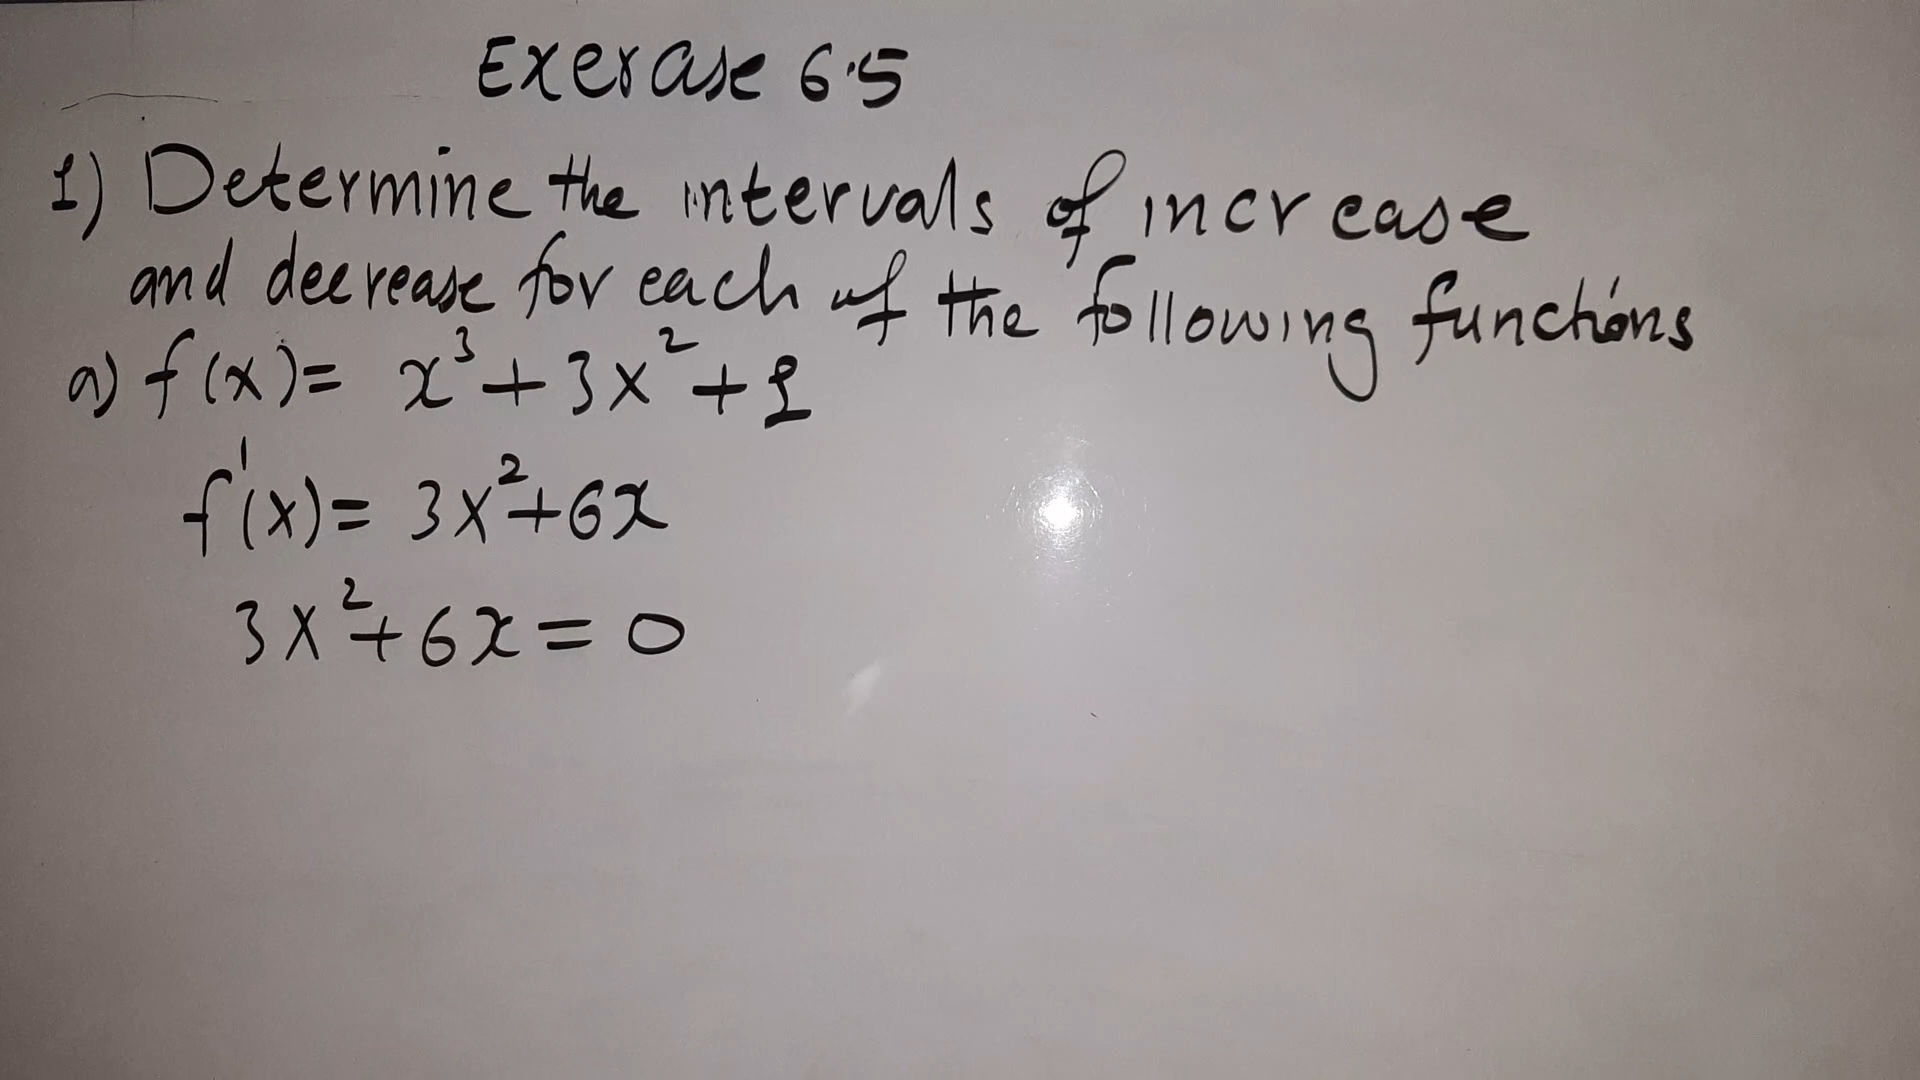 Exercise 6.5
1) Determine the intervals of increase
and decrease for each of the following functions
a) f(x)= x³+3x²+1
f'(x)= 3x²+6x
3x²+6x=0